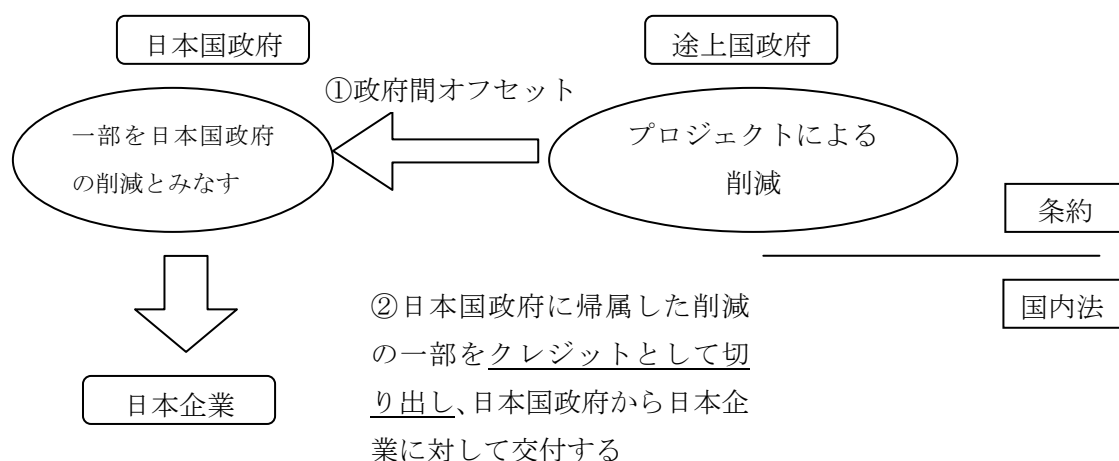 日本国政府
途上国政府
①政府間オフセット
一部を日本国政府
の削減とみなす
プロジェクトによる
削減
条約
国内法
②日本国政府に帰属した削減
の一部をクレジットとして切
り出し、日本国政府から日本企
業に対して交付する
日本企業